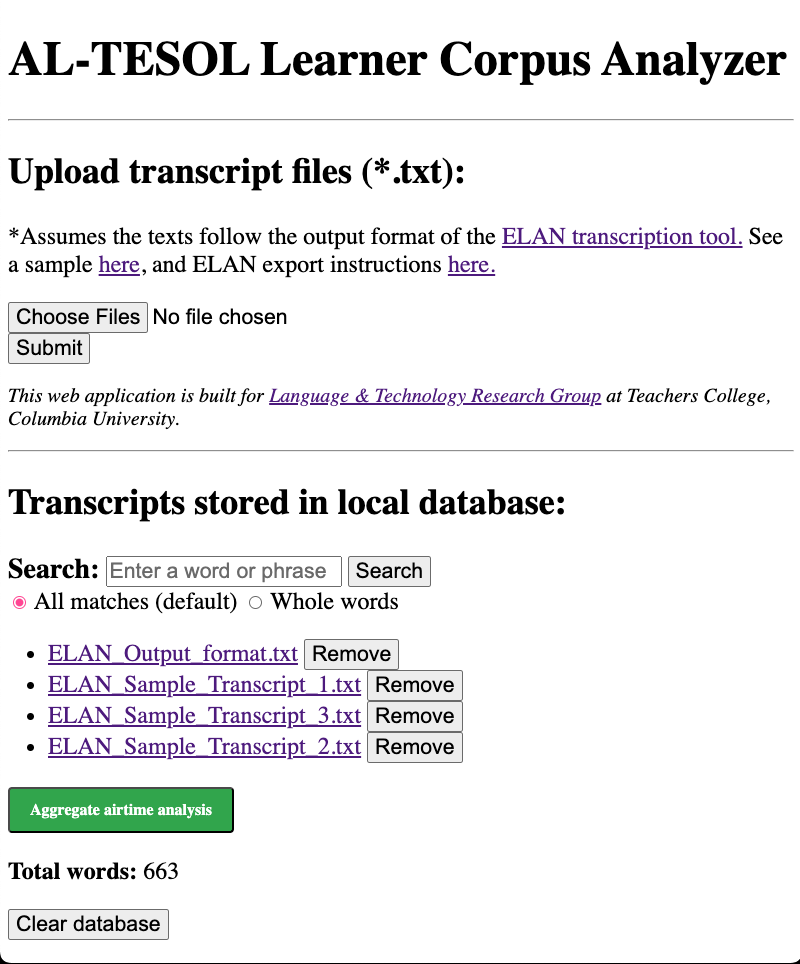 AL-TESOL Learner Corpus Analyzer
Upload transcript files (*.txt):
*Assumes the texts follow the output format of the ELAN transcription tool. See
a sample here, and ELAN export instructions here.
Choose Files No file chosen
Submit
This web application is built for Language & Technology Research Group at Teachers College,
Columbia University.
Transcripts stored in local database:
Search: Enter a word or phrase Search
All matches (default) Whole words
ELAN_Output_format.txt Remove
ELAN_Sample_Transcript_1.txt Remove
ELAN_Sample_Transcript_3.txt Remove
ELAN_Sample_Transcript_2.txt Remove
Aggregate airtime analysis
Total words: 663
Clear database